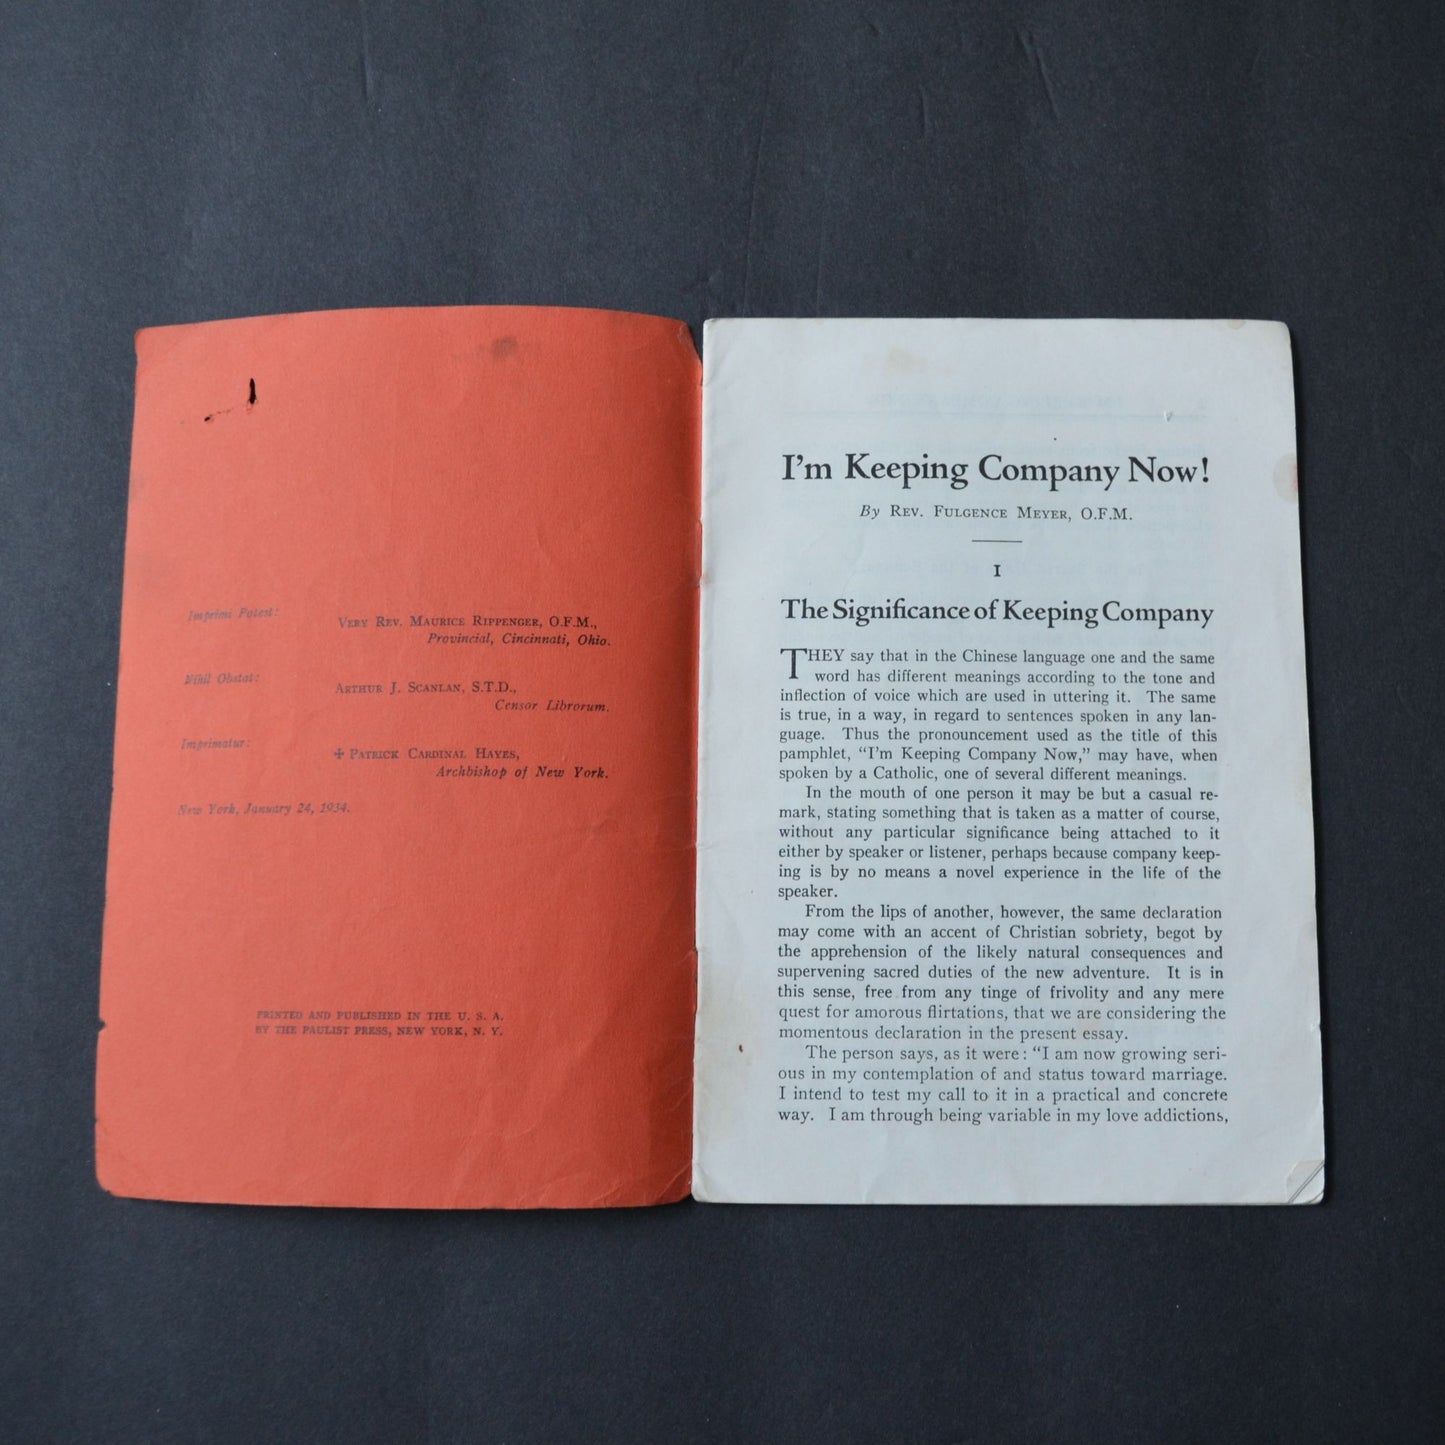 Imprimi Potest:
VERY REV. MAURICE RIPPENGER, O.F.M.,
Provincial, Cincinnati, Ohio.
Nihil Obstat:
ARTHUR J. SCANLAN, S.T.D.,
Censor Librorum.
Imprimatur:
✠ PATRICK CARDINAL HAYES,
Archbishop of New York.
New York, January 24, 1934.
PRINTED AND PUBLISHED IN THE U. S. A.
BY THE PAULIST PRESS, NEW YORK, N. Y.
I'm Keeping Company Now!
By REV. FULGENCE MEYER, O.F.M.
I
The Significance of Keeping Company
THEY say that in the Chinese language one and the same
word has different meanings according to the tone and
inflection of voice which are used in uttering it. The same
is true, in a way, in regard to sentences spoken in any lan-
guage. Thus the pronouncement used as the title of this
pamphlet, "I'm Keeping Company Now," may have, when
spoken by a Catholic, one of several different meanings.
In the mouth of one person it may be but a casual re-
mark, stating something that is taken as a matter of course,
without any particular significance being attached to it
either by speaker or listener, perhaps because company keep-
ing is by no means a novel experience in the life of the
speaker.
From the lips of another, however, the same declaration
may come with an accent of Christian sobriety, begot by
the apprehension of the likely natural consequences and
supervening sacred duties of the new adventure. It is in
this sense, free from any tinge of frivolity and any mere
quest for amorous flirtations, that we are considering the
momentous declaration in the present essay.
The person says, as it were: "I am now growing seri-
ous in my contemplation of and status toward marriage.
I intend to test my call to it in a practical and concrete
way. I am through being variable in my love addictions,